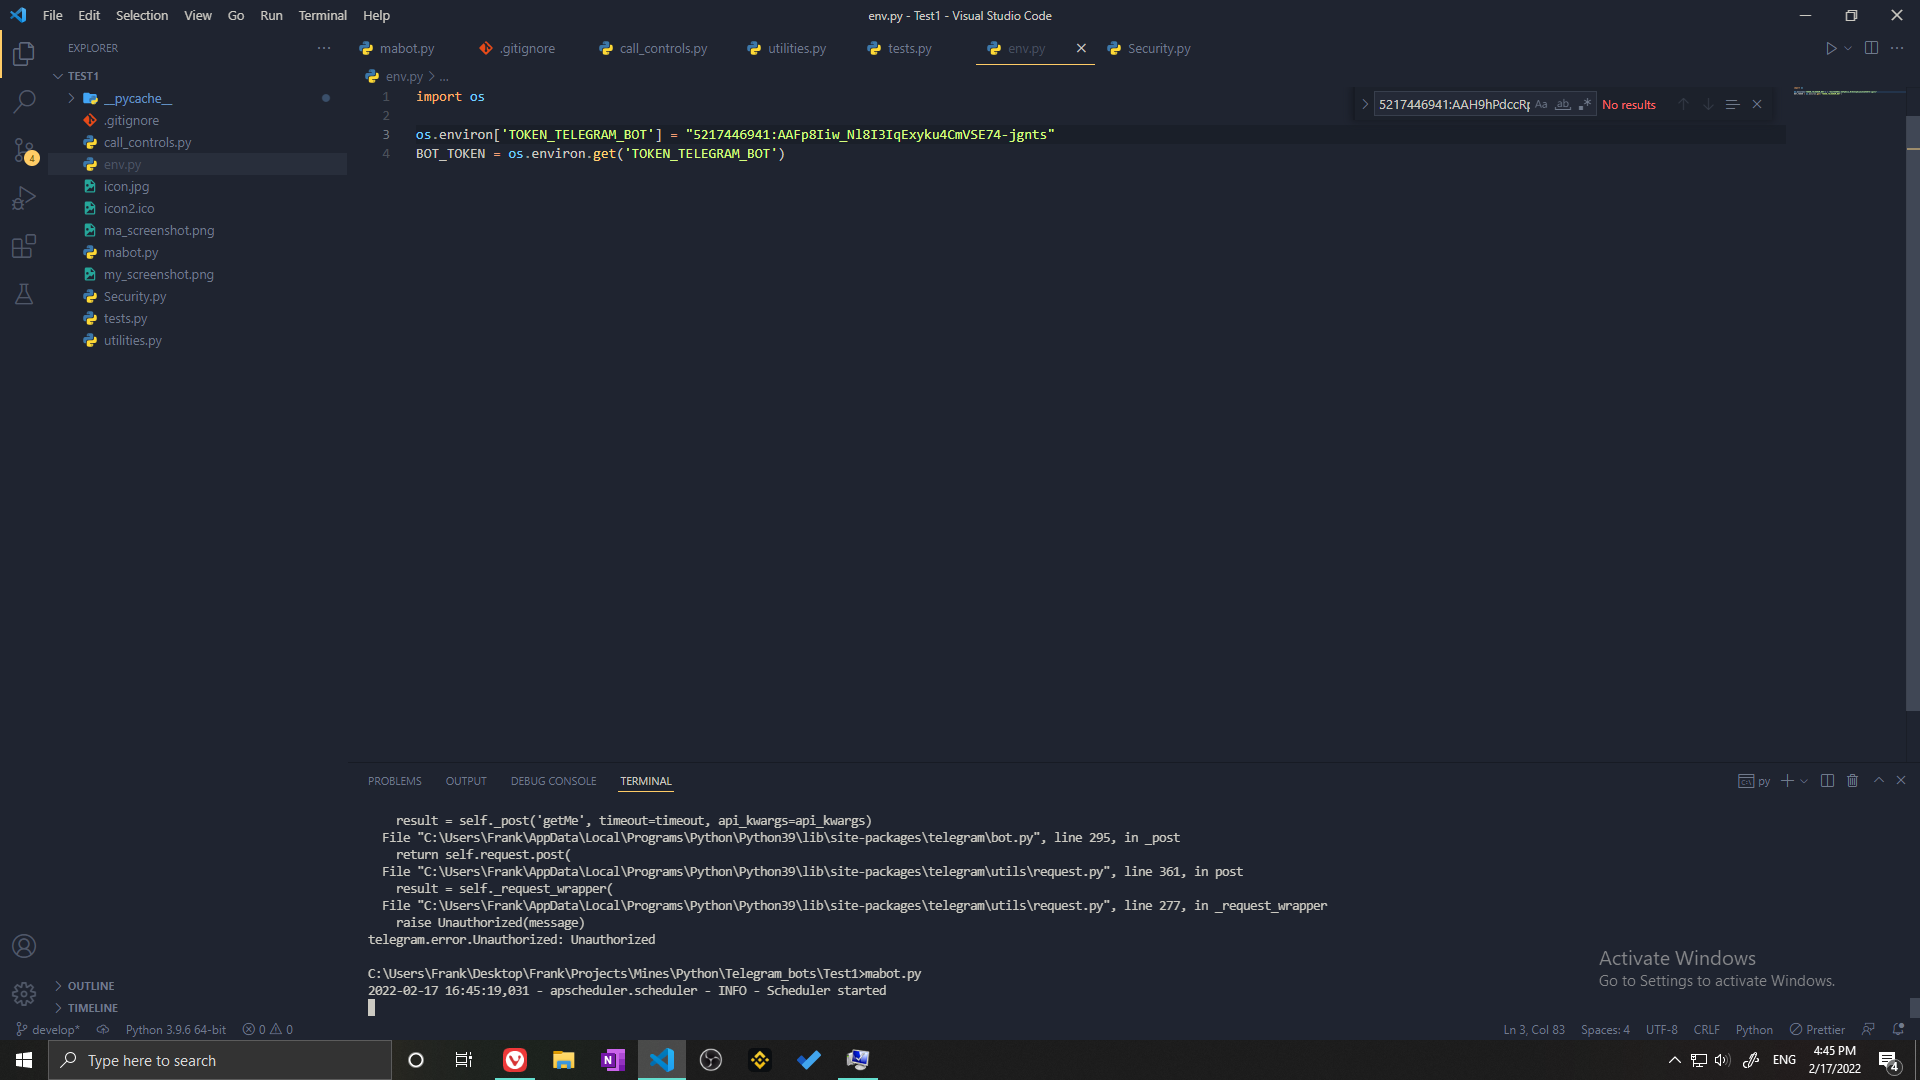 File Edit Selection View Go Run Terminal Help
env.py - Test1 - Visual Studio Code
EXPLORER
mabot.py .gitignore call_controls.py utilities.py tests.py env.py Security.py
TEST1
env.py > ...
__pycache__
.gitignore
call_controls.py
env.py
icon.jpg
icon2.ico
ma_screenshot.png
mabot.py
my_screenshot.png
Security.py
tests.py
utilities.py
1 import os
2
3 os.environ['TOKEN_TELEGRAM_BOT'] = "5217446941:AAFp8Iiw_Nl8I3IqExyku4CmVSE74-jgnts"
4 BOT_TOKEN = os.environ.get('TOKEN_TELEGRAM_BOT')
5217446941:AAH9hPdccRp Aa ab .* No results
PROBLEMS OUTPUT DEBUG CONSOLE TERMINAL
py
result = self._post('getMe', timeout=timeout, api_kwargs=api_kwargs)
File "C:\Users\Frank\AppData\Local\Programs\Python\Python39\lib\site-packages\telegram\bot.py", line 295, in _post
return self.request.post(
File "C:\Users\Frank\AppData\Local\Programs\Python\Python39\lib\site-packages\telegram\utils\request.py", line 361, in post
result = self._request_wrapper(
File "C:\Users\Frank\AppData\Local\Programs\Python\Python39\lib\site-packages\telegram\utils\request.py", line 277, in _request_wrapper
raise Unauthorized(message)
telegram.error.Unauthorized: Unauthorized
C:\Users\Frank\Desktop\Frank\Projects\Mines\Python\Telegram_bots\Test1>mabot.py
2022-02-17 16:45:19,031 - apscheduler.scheduler - INFO - Scheduler started
Activate Windows
Go to Settings to activate Windows.
4
OUTLINE
TIMELINE
develop* Python 3.9.6 64-bit 0 0
Ln 3, Col 83 Spaces: 4 UTF-8 CRLF Python Prettier
Type here to search
ENG
4:45 PM
2/17/2022
4